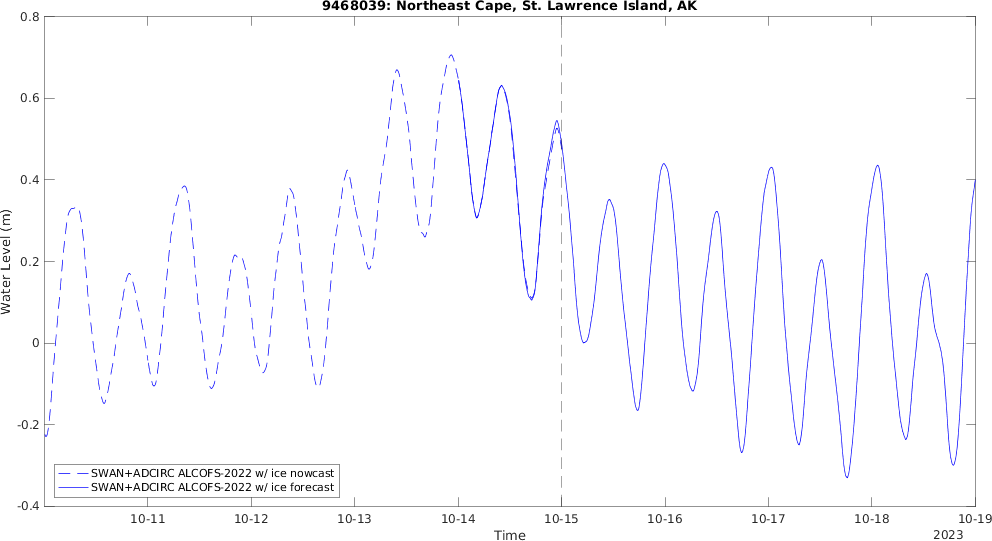 9468039: Northeast Cape, St. Lawrence Island, AK
0.8
0.6
0.4
0.2
0
-0.2
-0.4
Water Level (m)
SWAN+ADCIRC ALCOFS-2022 w/ ice nowcast
SWAN+ADCIRC ALCOFS-2022 w/ ice forecast
10-11 10-12 10-13 10-14 10-15 10-16 10-17 10-18 10-19
Time
2023